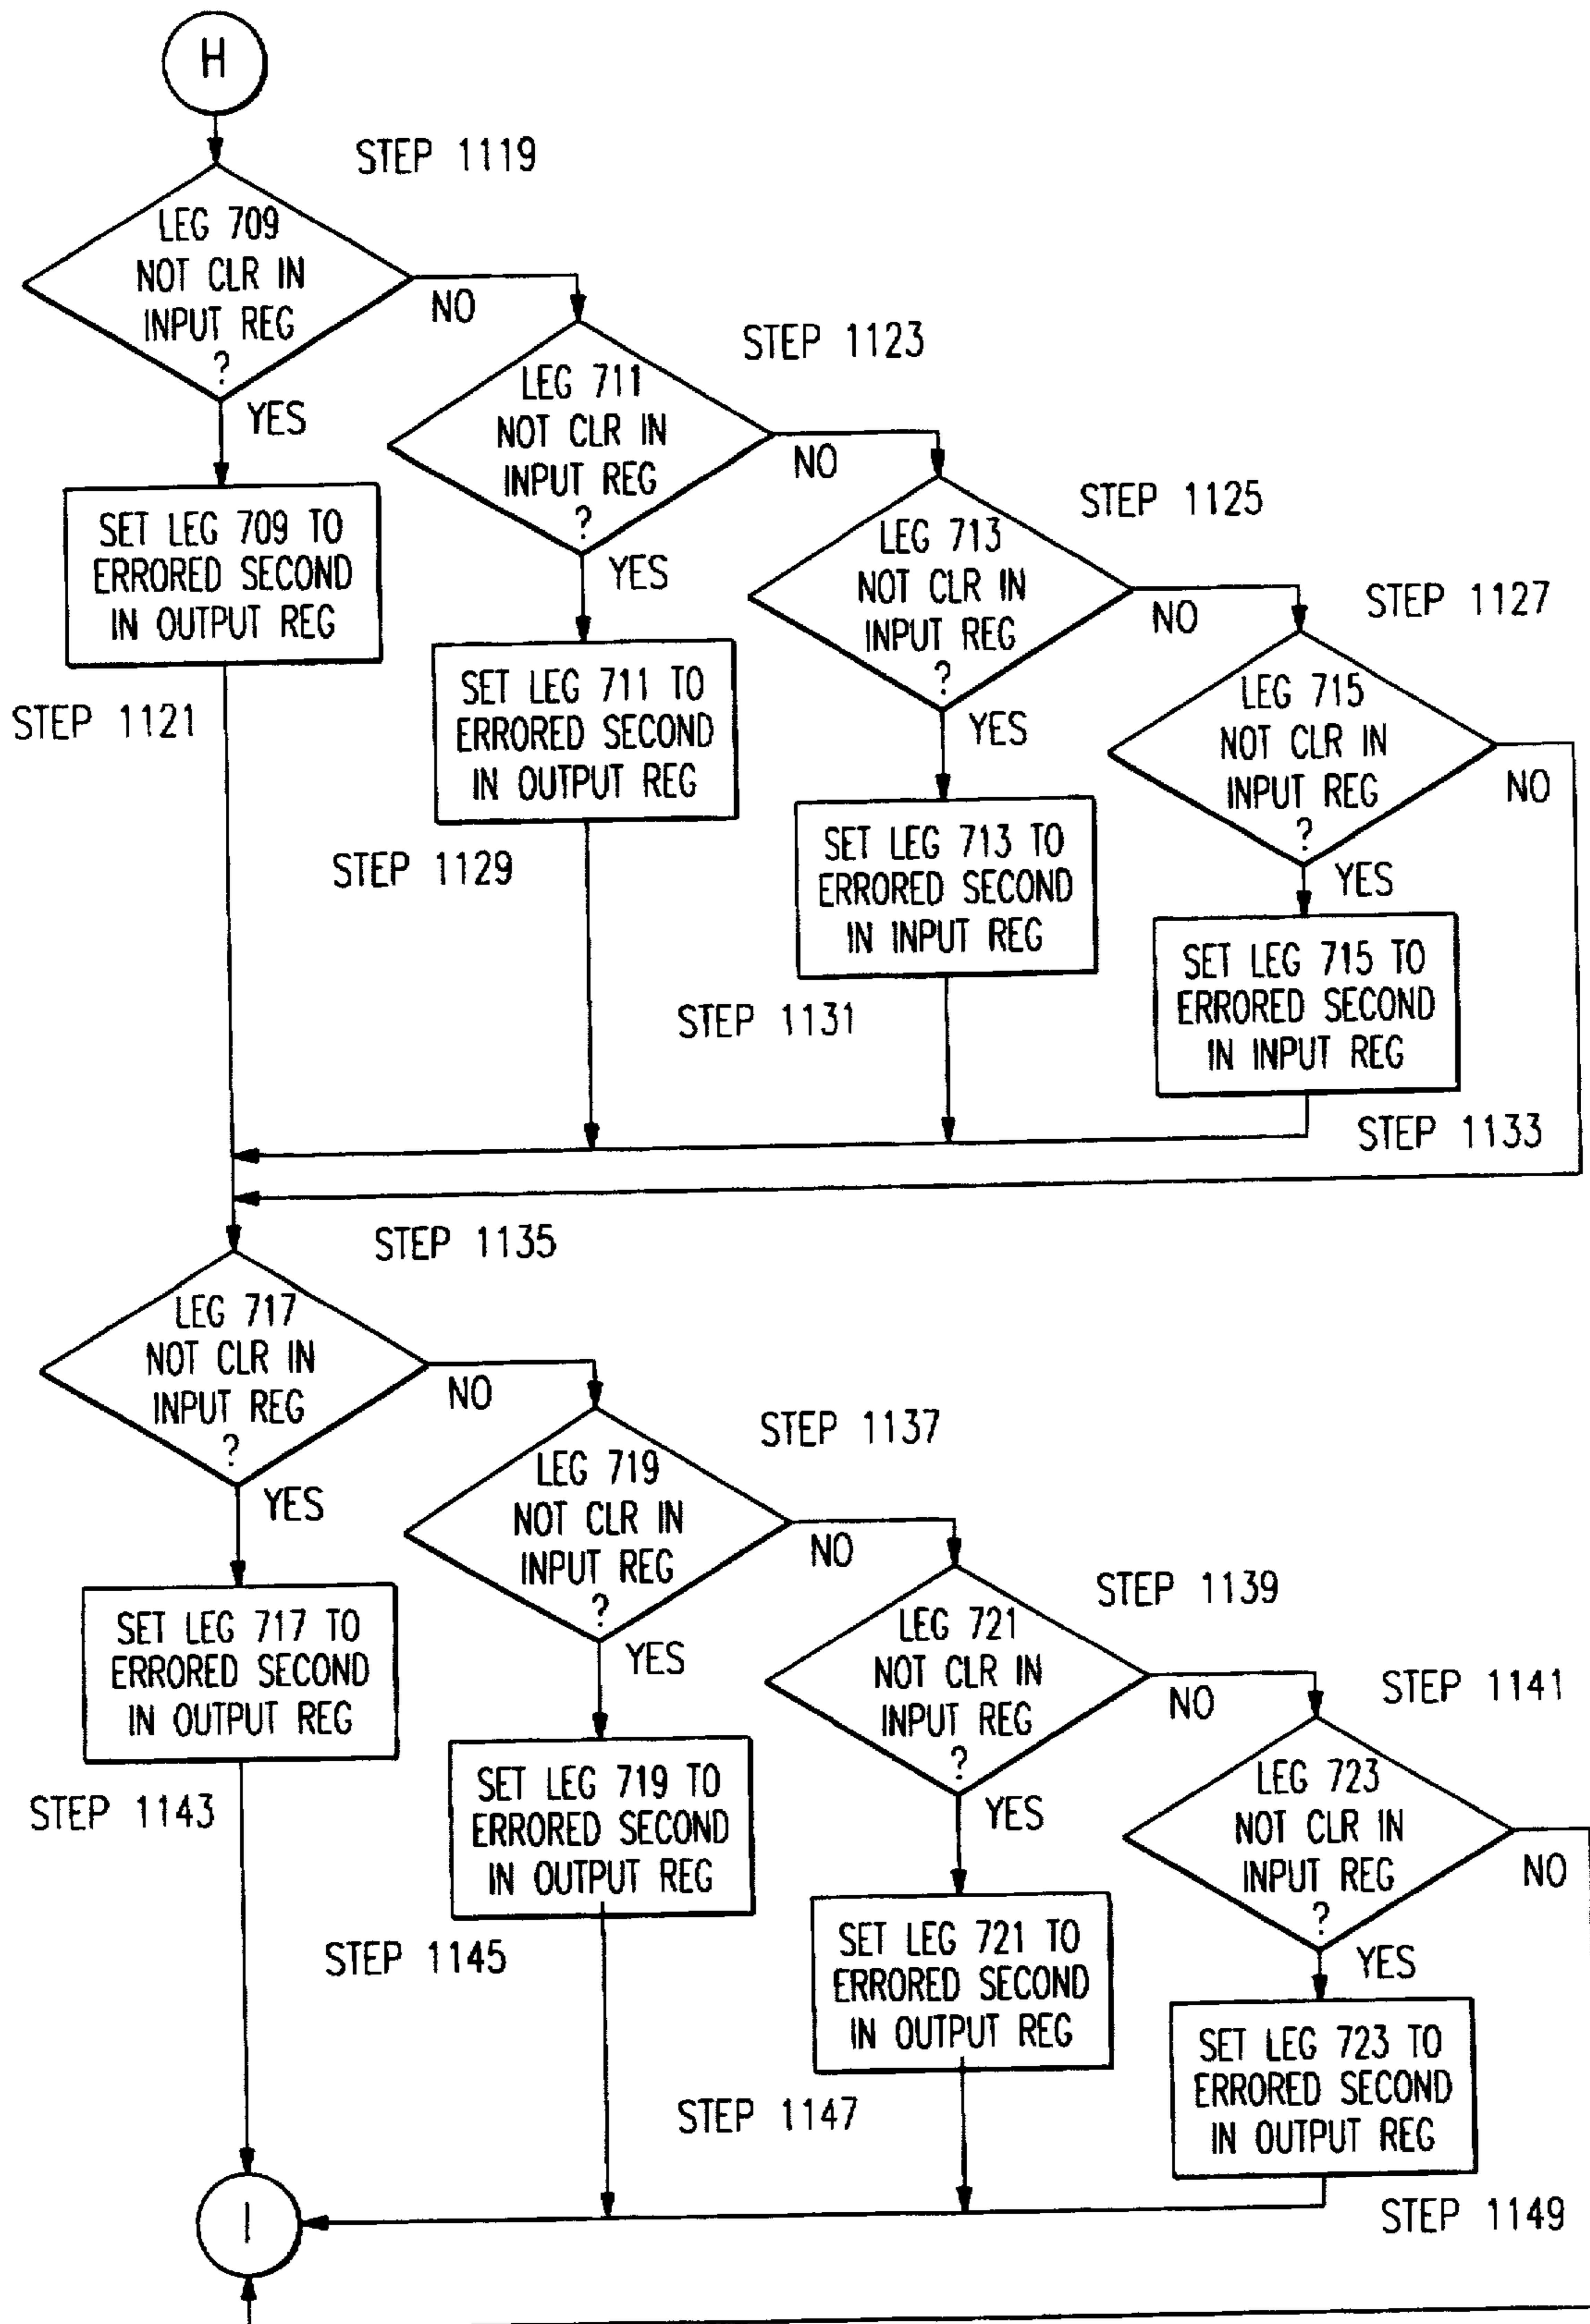 H
STEP 1119
LEG 709
NOT CLR IN
INPUT REG
?
NO
YES
STEP 1123
LEG 711
NOT CLR IN
INPUT REG
?
NO
YES
STEP 1125
LEG 713
NOT CLR IN
INPUT REG
?
NO
YES
STEP 1127
LEG 715
NOT CLR IN
INPUT REG
?
NO
YES
SET LEG 709 TO
ERRORED SECOND
IN OUTPUT REG
STEP 1121
SET LEG 711 TO
ERRORED SECOND
IN OUTPUT REG
STEP 1129
SET LEG 713 TO
ERRORED SECOND
IN INPUT REG
STEP 1131
SET LEG 715 TO
ERRORED SECOND
IN INPUT REG
STEP 1133
STEP 1135
LEG 717
NOT CLR IN
INPUT REG
?
NO
YES
STEP 1137
LEG 719
NOT CLR IN
INPUT REG
?
NO
YES
STEP 1139
LEG 721
NOT CLR IN
INPUT REG
?
NO
YES
STEP 1141
LEG 723
NOT CLR IN
INPUT REG
?
NO
YES
SET LEG 717 TO
ERRORED SECOND
IN OUTPUT REG
STEP 1143
SET LEG 719 TO
ERRORED SECOND
IN OUTPUT REG
STEP 1145
SET LEG 721 TO
ERRORED SECOND
IN OUTPUT REG
STEP 1147
SET LEG 723 TO
ERRORED SECOND
IN OUTPUT REG
STEP 1149
I